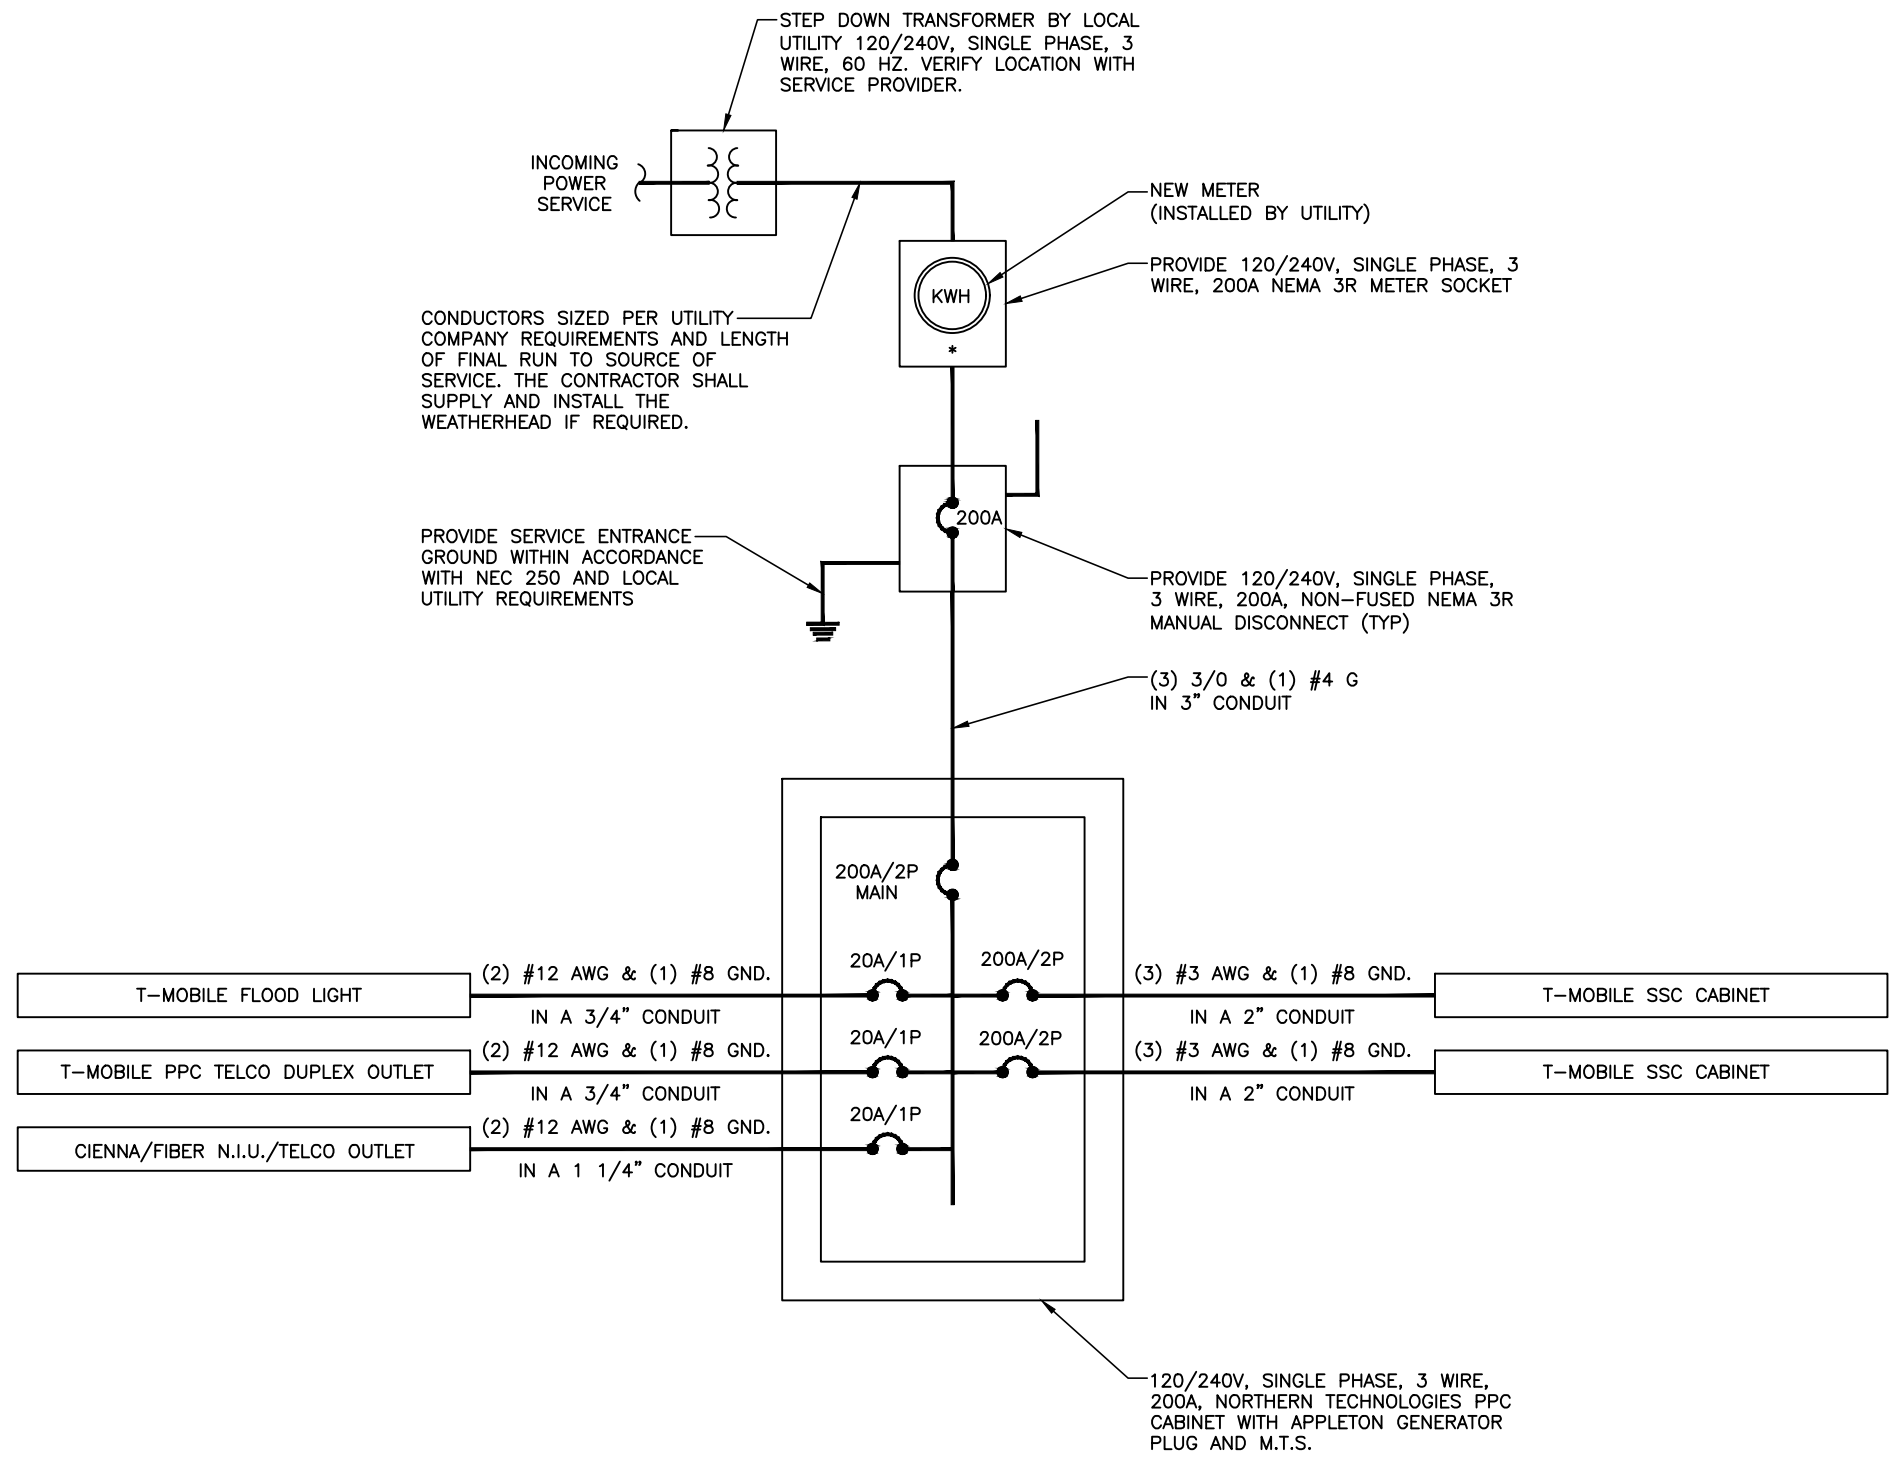 STEP DOWN TRANSFORMER BY LOCAL
UTILITY 120/240V, SINGLE PHASE, 3
WIRE, 60 HZ. VERIFY LOCATION WITH
SERVICE PROVIDER.
INCOMING
POWER
SERVICE
NEW METER
(INSTALLED BY UTILITY)
PROVIDE 120/240V, SINGLE PHASE, 3
WIRE, 200A NEMA 3R METER SOCKET
KWH
*
CONDUCTORS SIZED PER UTILITY
COMPANY REQUIREMENTS AND LENGTH
OF FINAL RUN TO SOURCE OF
SERVICE. THE CONTRACTOR SHALL
SUPPLY AND INSTALL THE
WEATHERHEAD IF REQUIRED.
200A
PROVIDE SERVICE ENTRANCE
GROUND WITHIN ACCORDANCE
WITH NEC 250 AND LOCAL
UTILITY REQUIREMENTS
PROVIDE 120/240V, SINGLE PHASE,
3 WIRE, 200A, NON-FUSED NEMA 3R
MANUAL DISCONNECT (TYP)
(3) 3/0 & (1) #4 G
IN 3" CONDUIT
200A/2P
MAIN
T-MOBILE FLOOD LIGHT
(2) #12 AWG & (1) #8 GND.
IN A 3/4" CONDUIT
20A/1P
200A/2P
(3) #3 AWG & (1) #8 GND.
IN A 2" CONDUIT
T-MOBILE SSC CABINET
T-MOBILE PPC TELCO DUPLEX OUTLET
(2) #12 AWG & (1) #8 GND.
IN A 3/4" CONDUIT
20A/1P
200A/2P
(3) #3 AWG & (1) #8 GND.
IN A 2" CONDUIT
T-MOBILE SSC CABINET
CIENNA/FIBER N.I.U./TELCO OUTLET
(2) #12 AWG & (1) #8 GND.
IN A 1 1/4" CONDUIT
20A/1P
120/240V, SINGLE PHASE, 3 WIRE,
200A, NORTHERN TECHNOLOGIES PPC
CABINET WITH APPLETON GENERATOR
PLUG AND M.T.S.